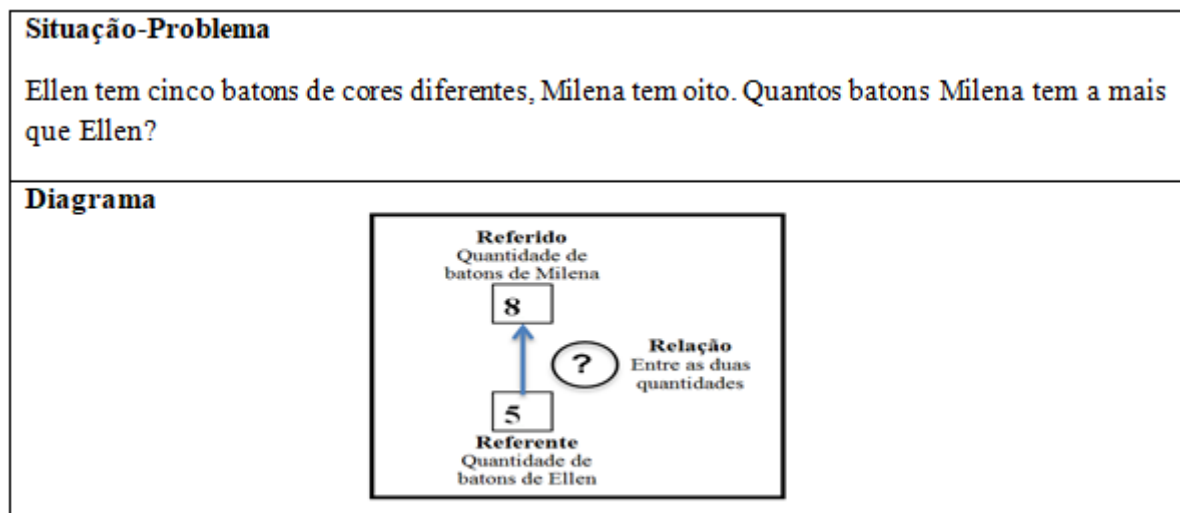 Situação-Problema
Ellen tem cinco batons de cores diferentes, Milena tem oito. Quantos batons Milena tem a mais
que Ellen?
Diagrama
Referido
Quantidade de
batons de Milena
8
?
Relação
Entre as duas
quantidades
5
Referente
Quantidade de
batons de Ellen